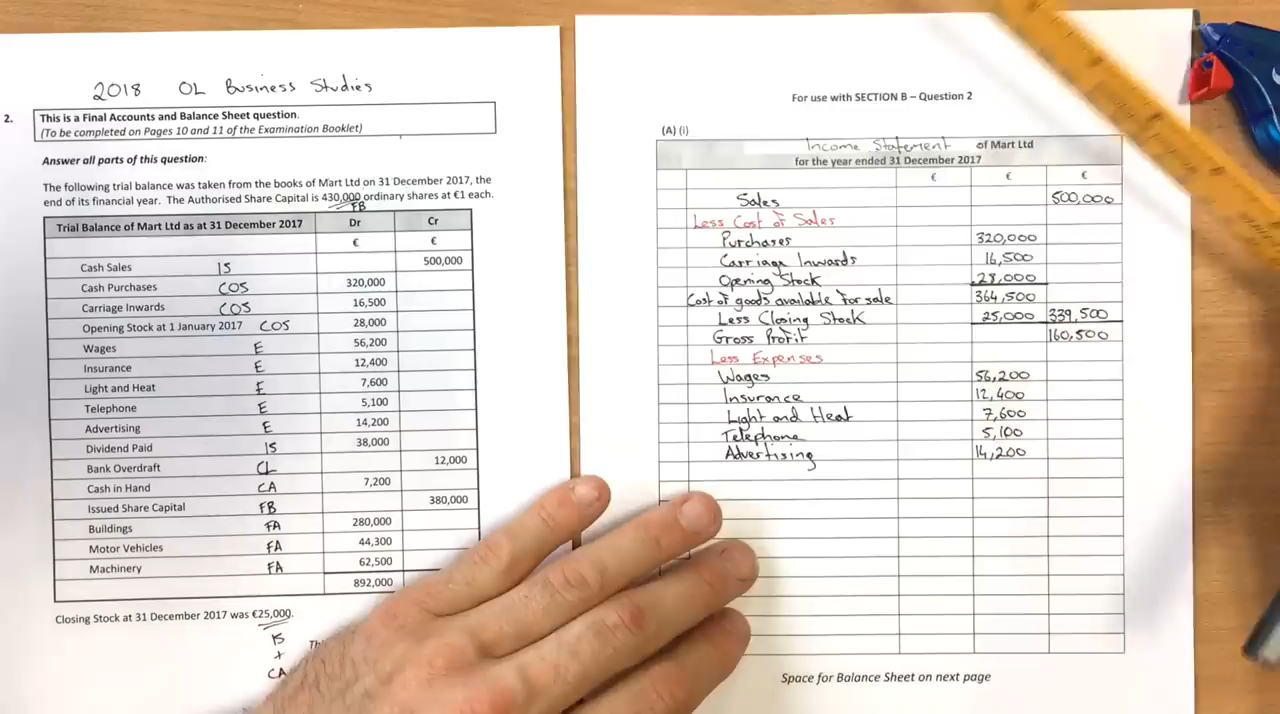 2018 OL Business Studies
2. This is a Final Accounts and Balance Sheet question.
(To be completed on Pages 10 and 11 of the Examination Booklet)
Answer all parts of this question:
The following trial balance was taken from the books of Mart Ltd on 31 December 2017, the
end of its financial year. The Authorised Share Capital is 430,000 ordinary shares at €1 each.
FB
Trial Balance of Mart Ltd as at 31 December 2017 Dr Cr
€ €
Cash Sales IS 500,000
Cash Purchases COS 320,000
Carriage Inwards COS 16,500
Opening Stock at 1 January 2017 COS 28,000
Wages E 56,200
Insurance E 12,400
Light and Heat E 7,600
Telephone E 5,100
Advertising E 14,200
Dividend Paid IS 38,000
Bank Overdraft CL 12,000
Cash in Hand CA 7,200
Issued Share Capital FB 380,000
Buildings FA 280,000
Motor Vehicles FA 44,300
Machinery FA 62,500
892,000
Closing Stock at 31 December 2017 was €25,000.
IS
+
CA
For use with SECTION B – Question 2
(A) (i)
Income Statement of Mart Ltd
for the year ended 31 December 2017
€ € €
Sales 500,000
Less Cost of Sales
Purchases 320,000
Carriage Inwards 16,500
Opening Stock 28,000
Cost of goods available for sale 364,500
Less Closing Stock 25,000 339,500
Gross Profit 160,500
Less Expenses
Wages 56,200
Insurance 12,400
Light and Heat 7,600
Telephone 5,100
Advertising 14,200
Space for Balance Sheet on next page